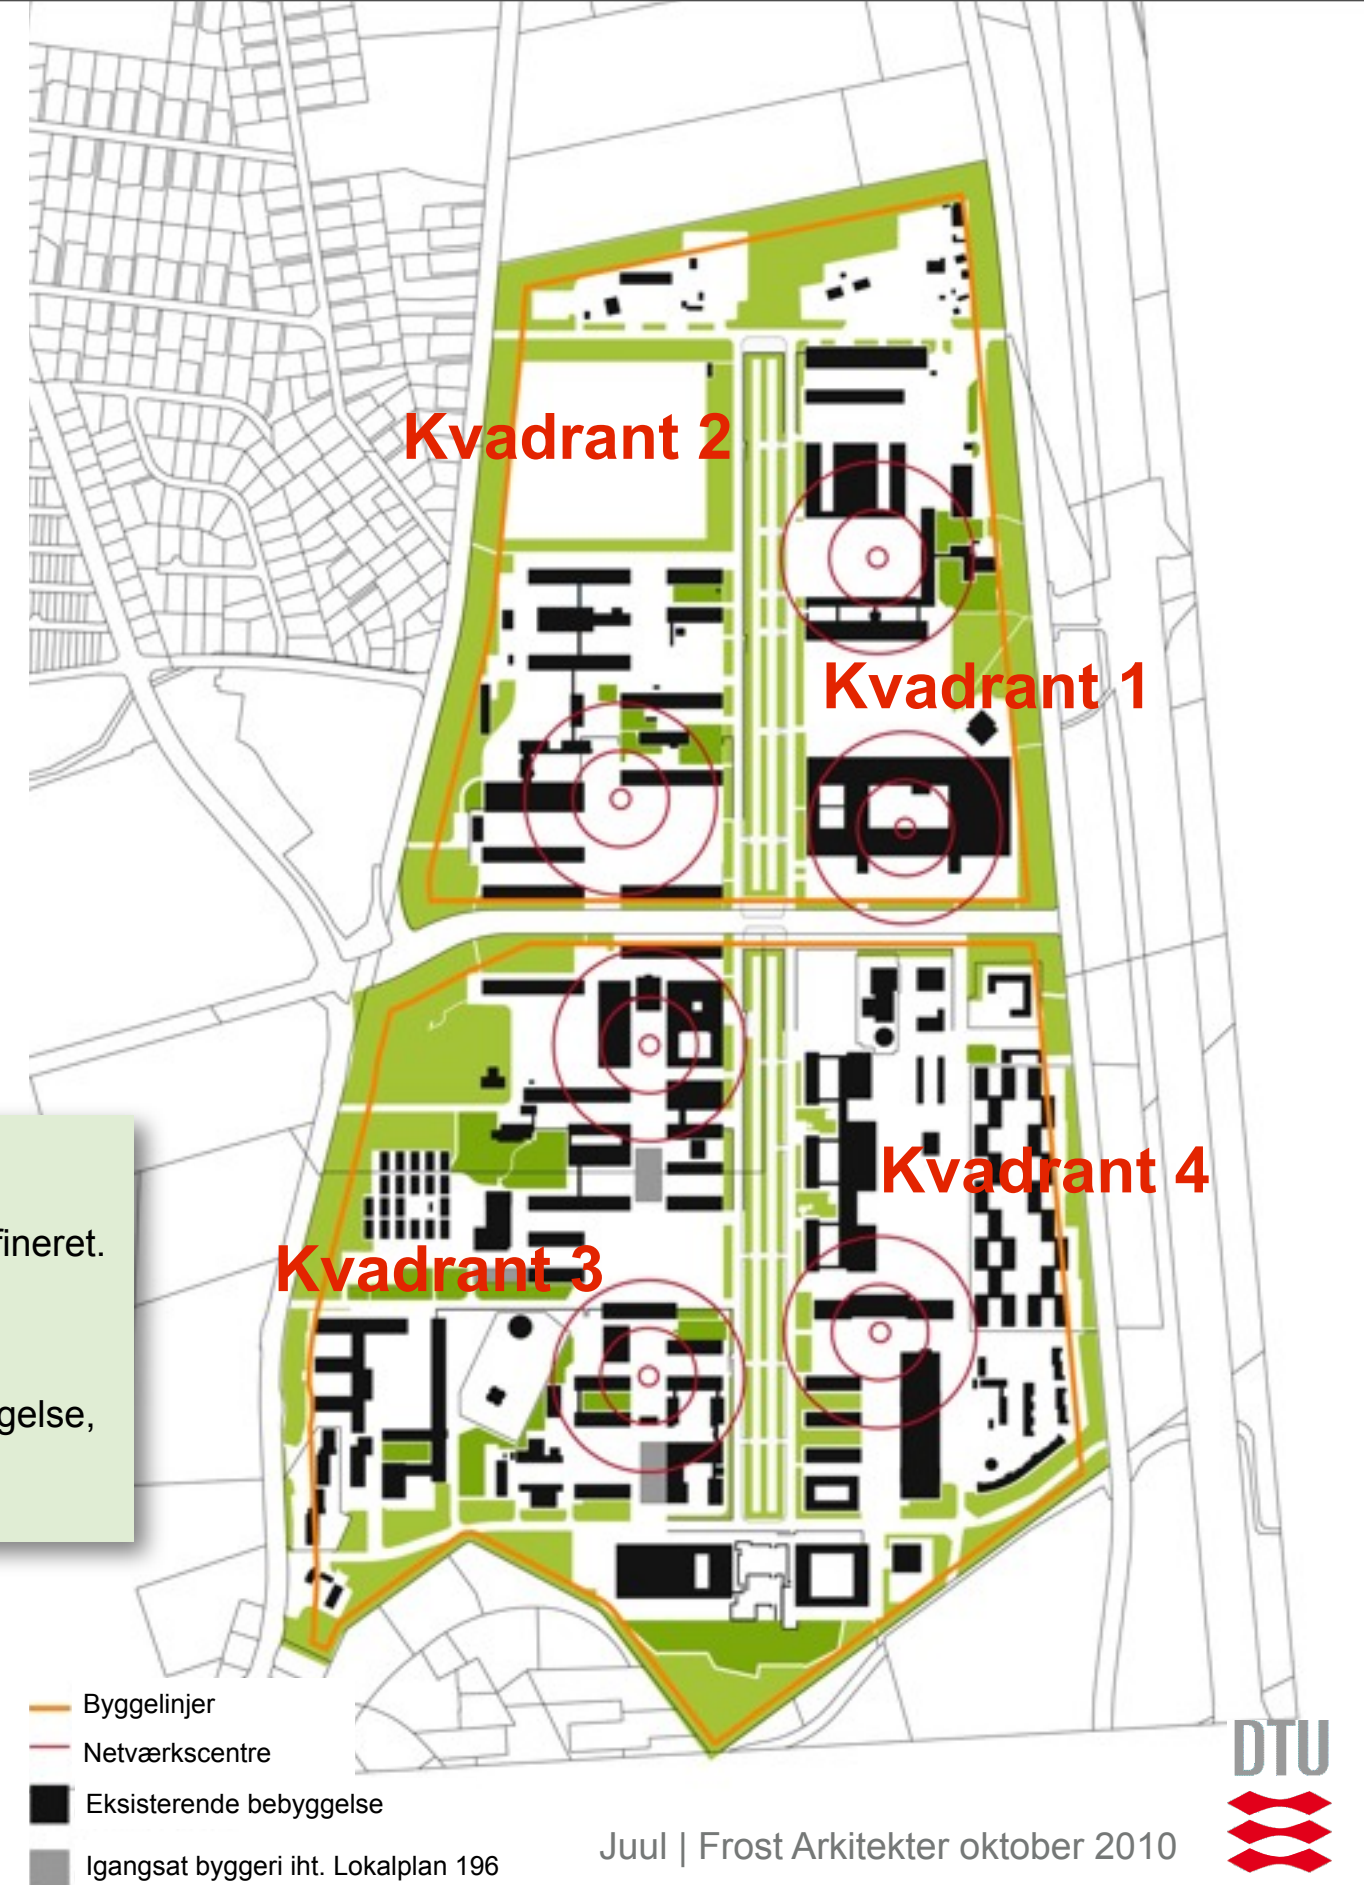 Kvadrant 2
Kvadrant 1
Kvadrant 4
fineret.
Kvadrant 3
gelse,
Byggelinjer
Netværkscentre
Eksisterende bebyggelse
Igangsat byggeri iht. Lokalplan 196
Juul | Frost Arkitekter oktober 2010
DTU